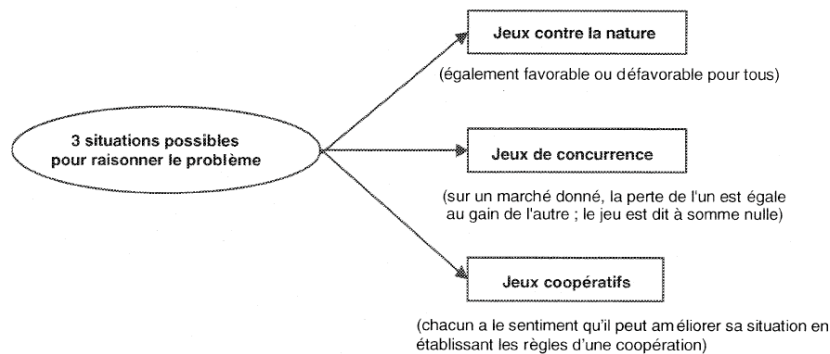 Jeux contre la nature
(également favorable ou défavorable pour tous)
3 situations possibles
pour raisonner le problème
Jeux de concurrence
(sur un marché donné, la perte de l'un est égale
au gain de l'autre ; le jeu est dit à somme nulle)
Jeux coopératifs
(chacun a le sentiment qu'il peut améliorer sa situation en
établissant les règles d'une coopération)